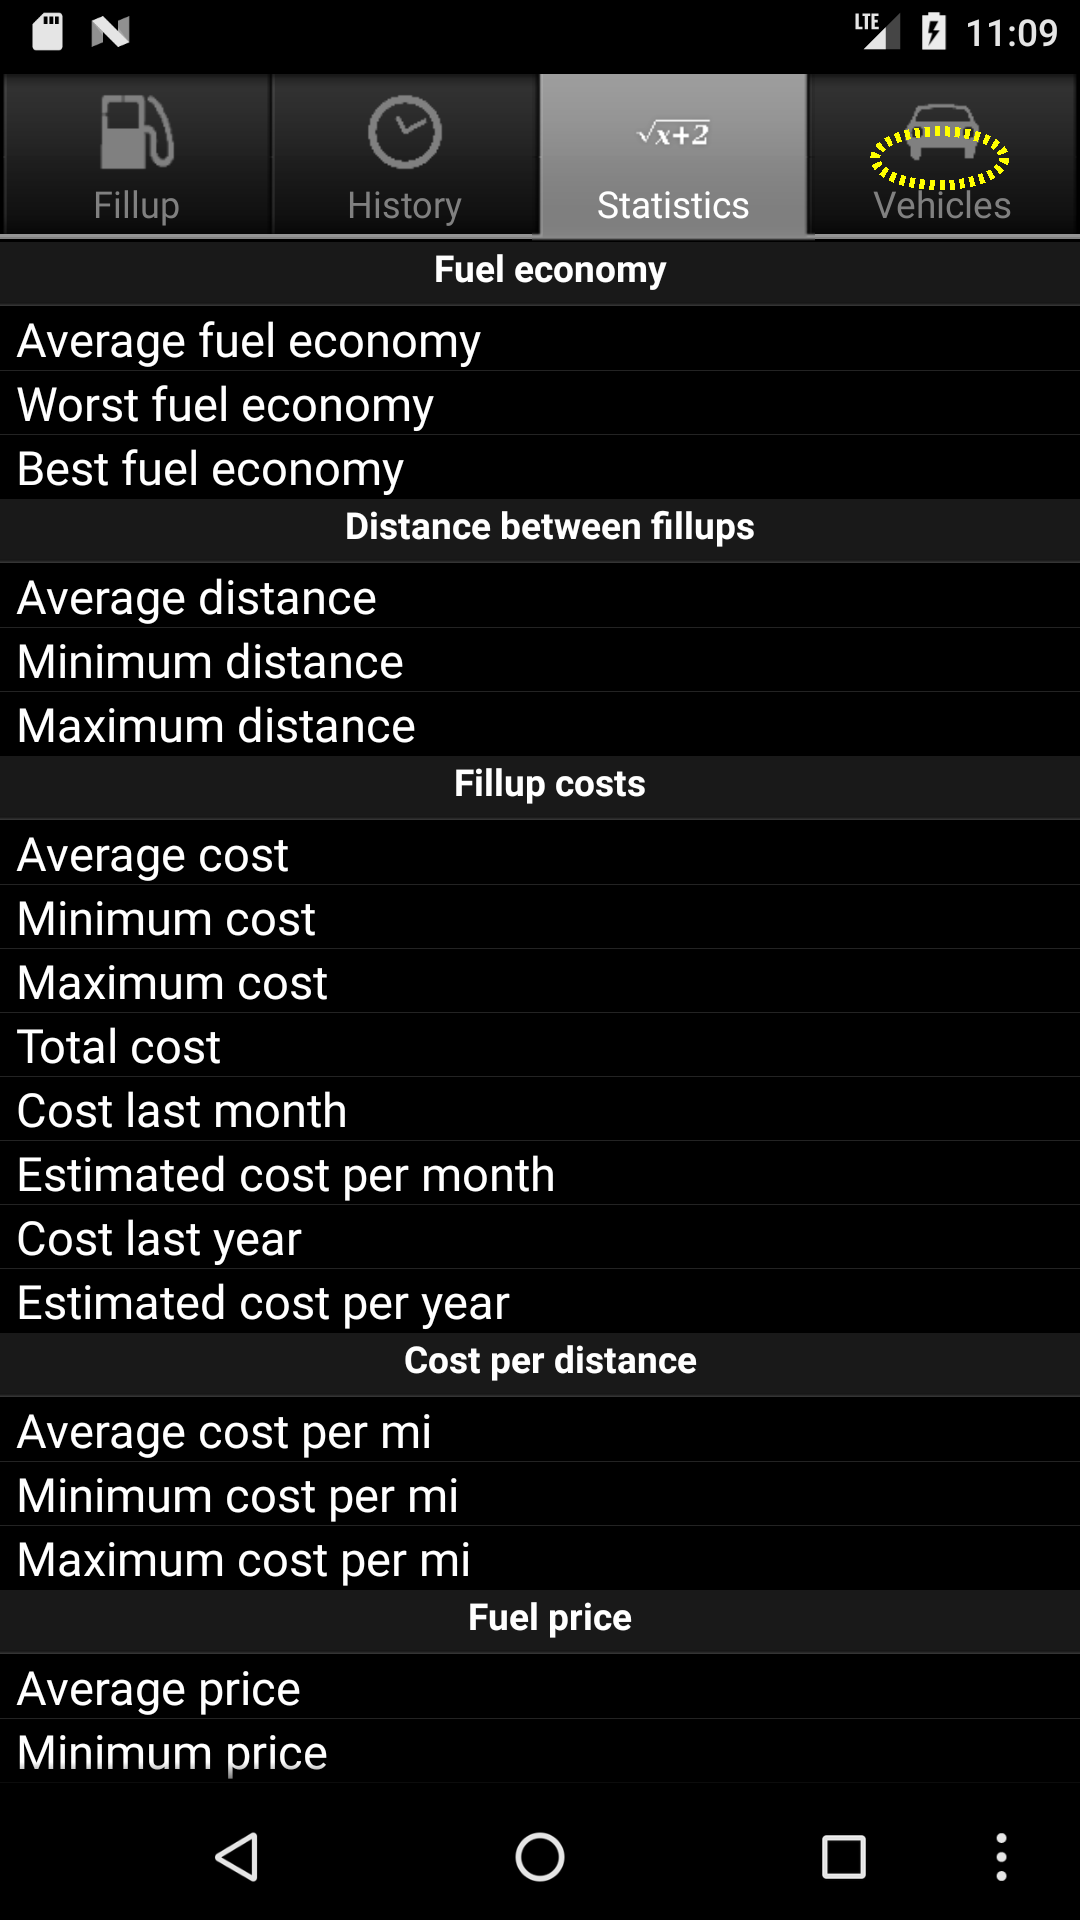 LTE 11:09
√x+2
Fillup History Statistics Vehicles
Fuel economy
Average fuel economy
Worst fuel economy
Best fuel economy
Distance between fillups
Average distance
Minimum distance
Maximum distance
Fillup costs
Average cost
Minimum cost
Maximum cost
Total cost
Cost last month
Estimated cost per month
Cost last year
Estimated cost per year
Cost per distance
Average cost per mi
Minimum cost per mi
Maximum cost per mi
Fuel price
Average price
Minimum price